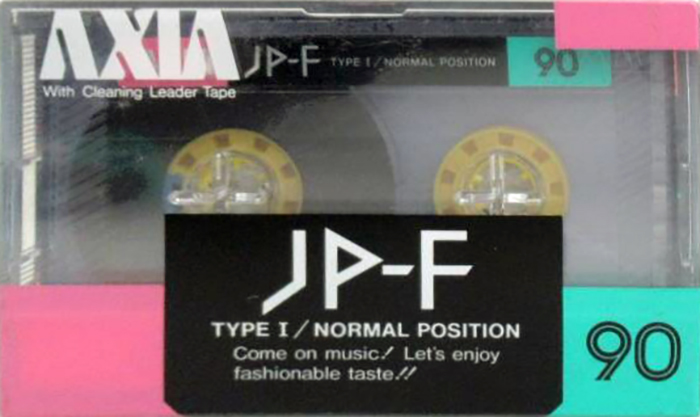 AXIA
With Cleaning Leader Tape
JP-F TYPE I/NORMAL POSITION 90
JP-F
TYPE I/NORMAL POSITION
Come on music! Let's enjoy
fashionable taste!!
90